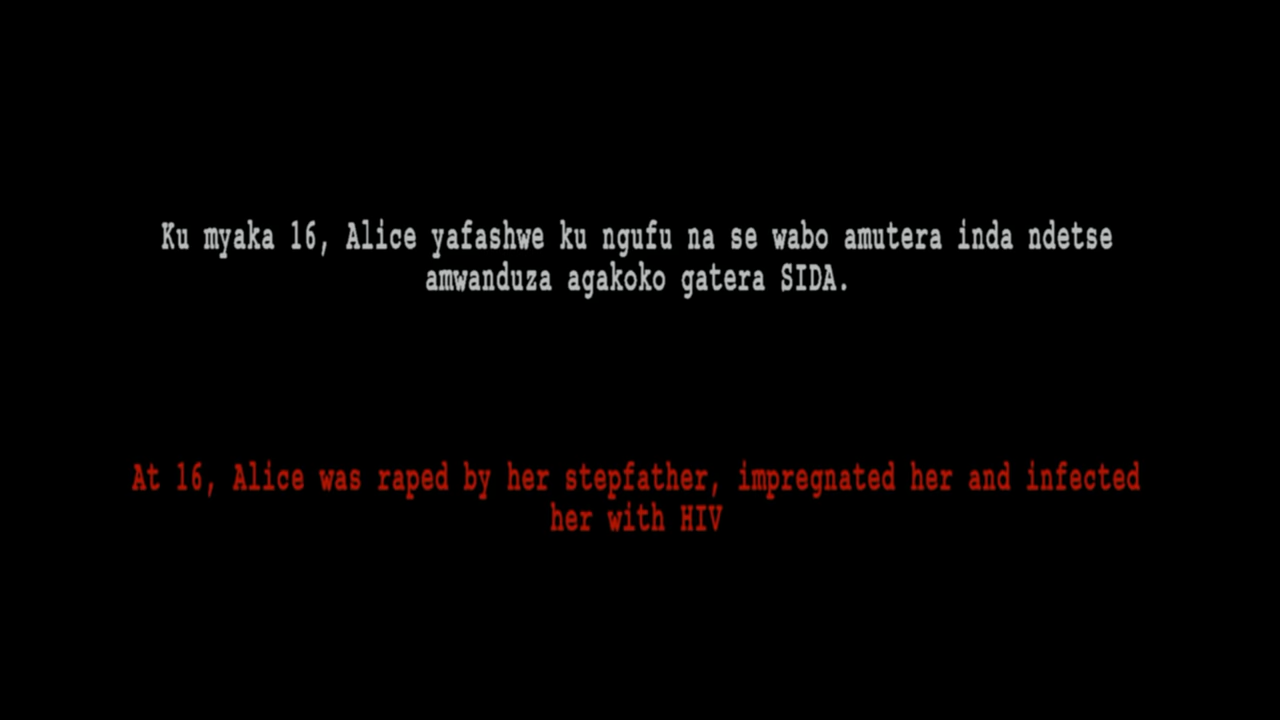 Ku myaka 16, Alice yafashwe ku ngufu na se wabo amutera inda ndetse
amwanduza agakoko gatera SIDA.
At 16, Alice was raped by her stepfather, impregnated her and infected
her with HIV